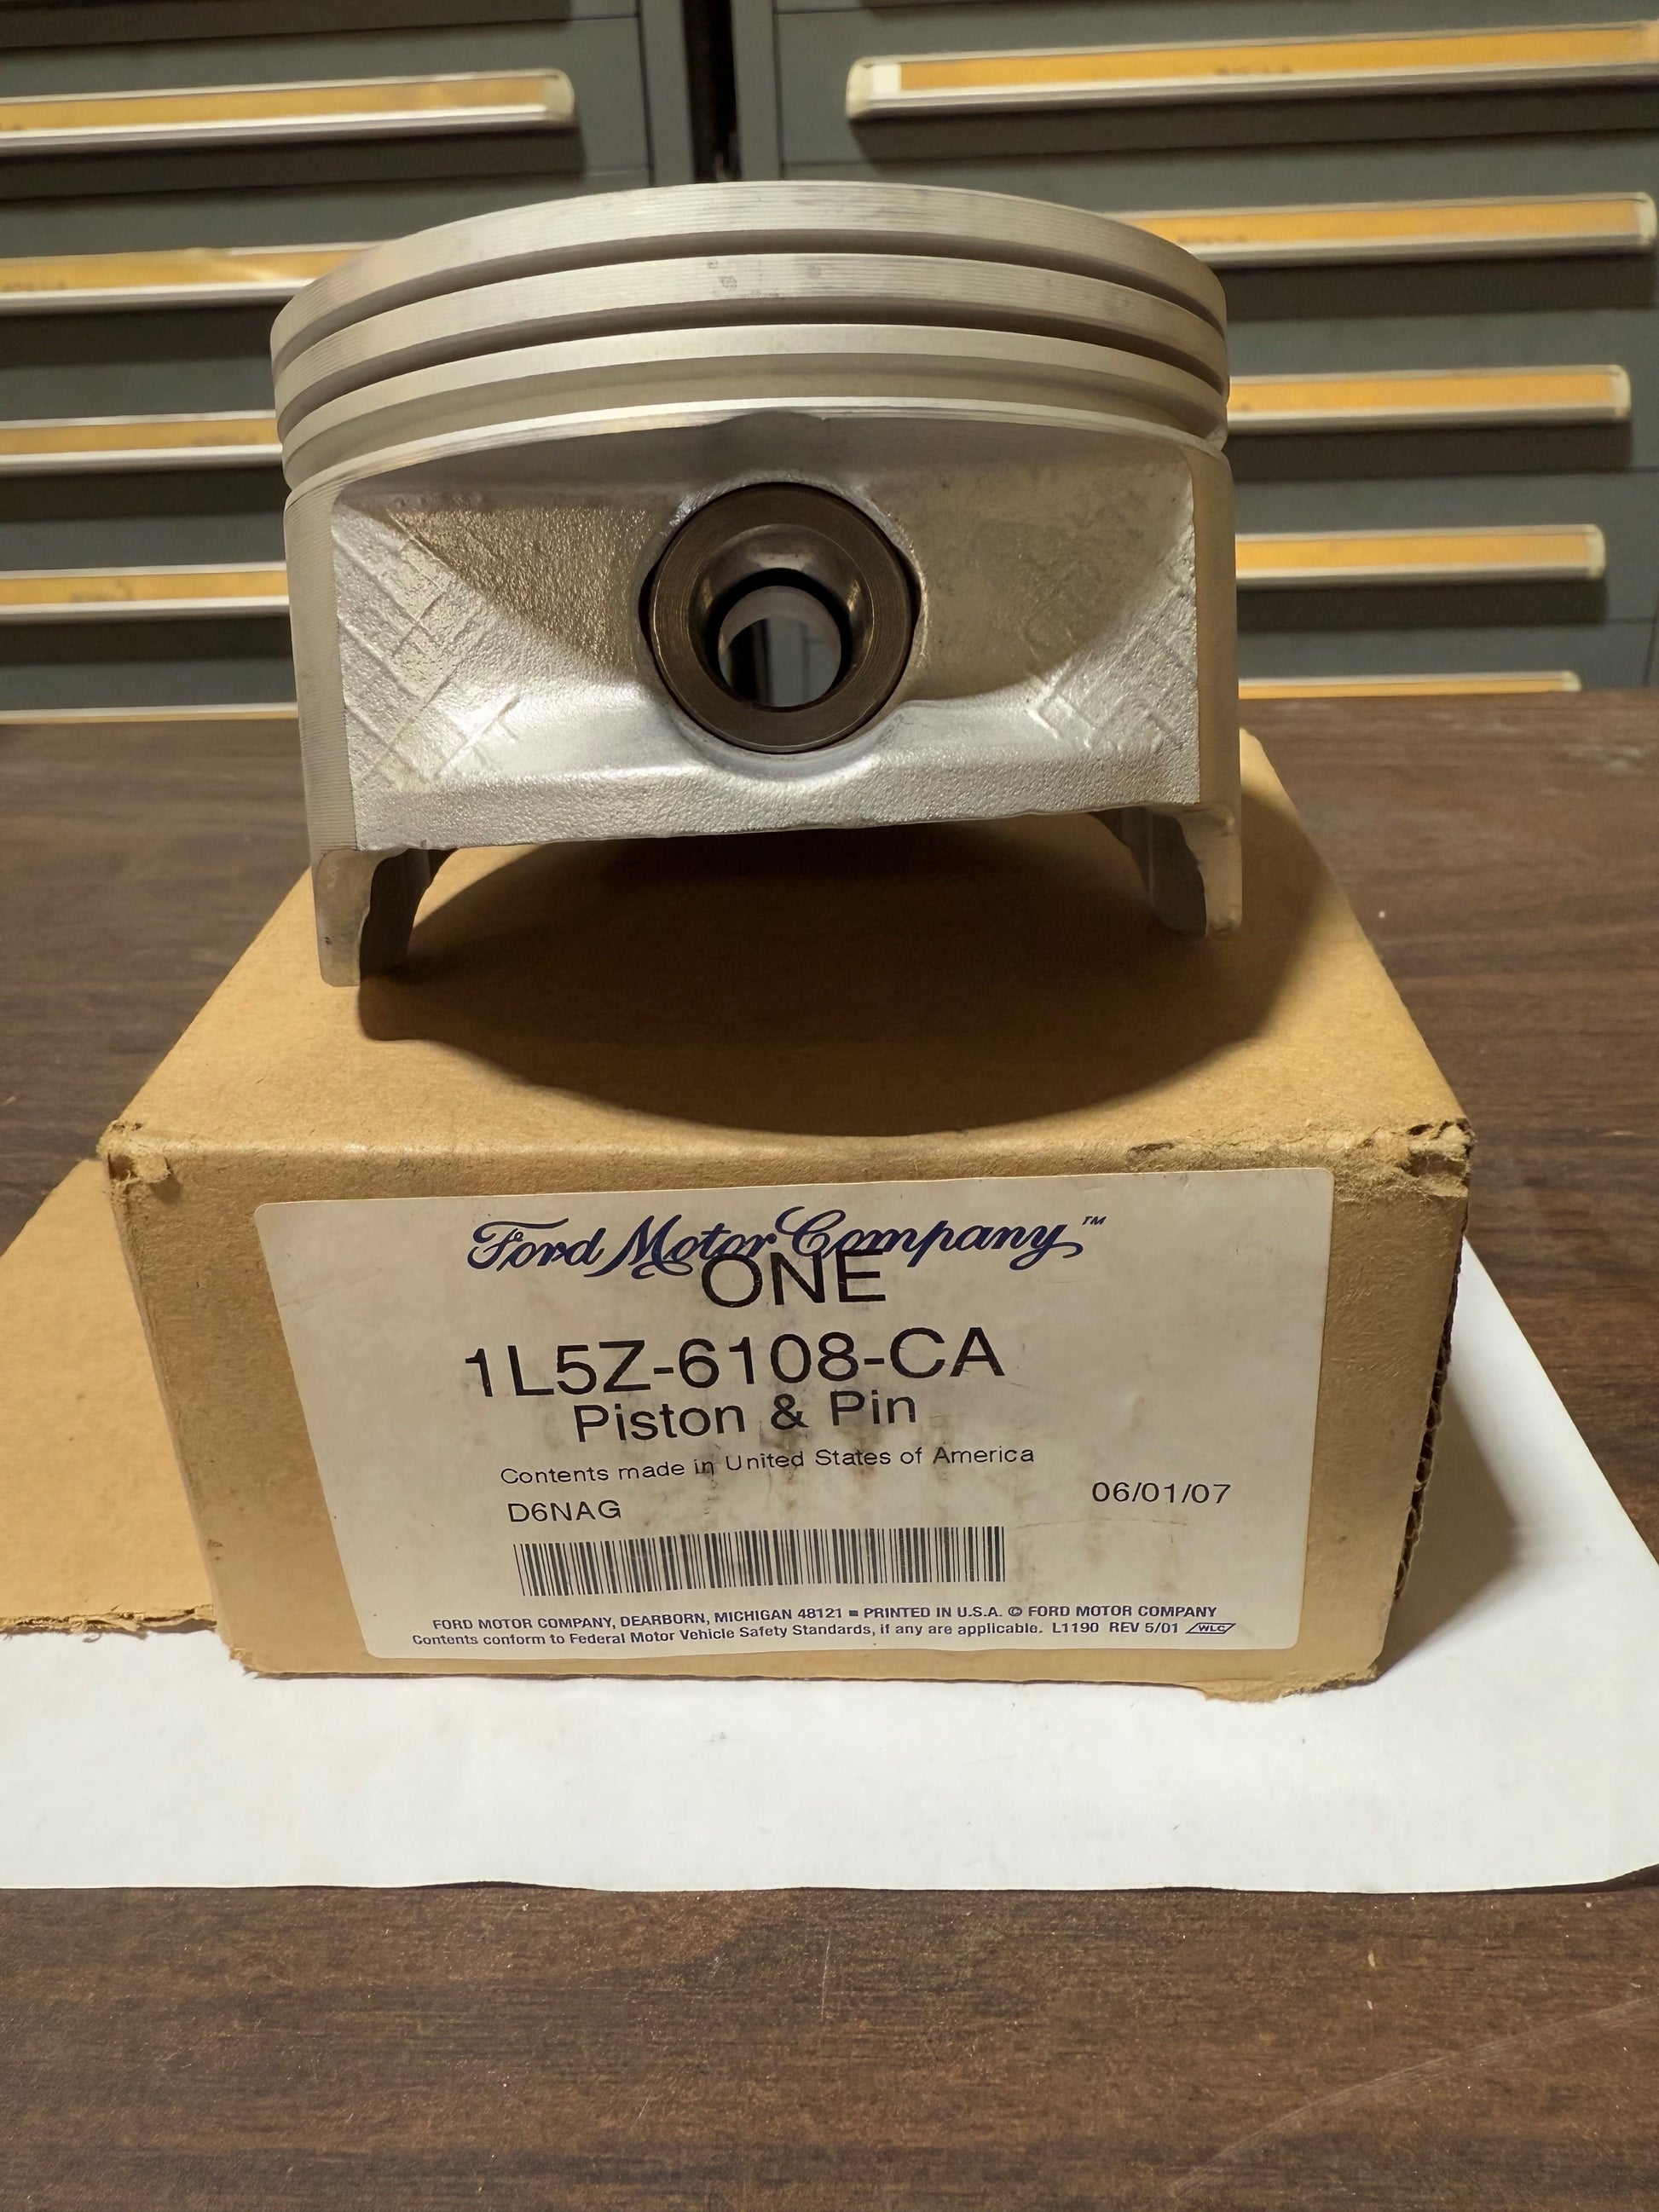 Ford Motor Company™
ONE
1L5Z-6108-CA
Piston & Pin
Contents made in United States of America
D6NAG
06/01/07
FORD MOTOR COMPANY, DEARBORN, MICHIGAN 48121 ■ PRINTED IN U.S.A. © FORD MOTOR COMPANY
Contents conform to Federal Motor Vehicle Safety Standards, if any are applicable. L1190 REV 5/01 WLC